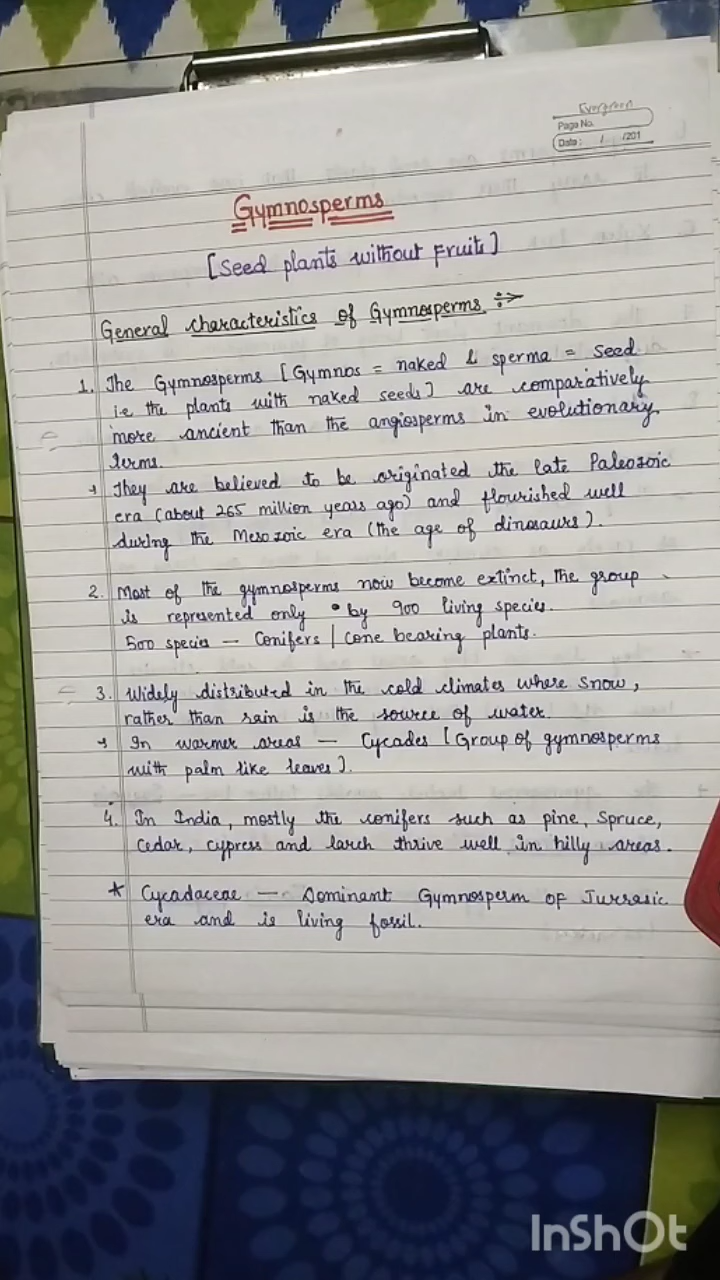 Evergreen
Page No.
Date : / /201
Gymnosperms
[Seed plants without Fruits]
General characteristics of Gymnosperms ÷>
1. The Gymnosperms [Gymnos = naked & sperma = seed
i.e the plants with naked seeds] are comparatively
more ancient than the angiosperms in evolutionary
terms.
→ They are believed to be originated the late Paleozoic
era (about 265 million years ago) and flourished well
during the Mesozoic era (the age of dinosaurs).
2. Most of the gymnosperms now become extinct, the group
is represented only by 900 living species.
500 species — Conifers / Cone bearing plants.
3. Widely distributed in the cold climates where snow,
rather than rain is the source of water.
→ In warmer areas — Cycades [Group of gymnosperms
with palm like leaves].
4. In India, mostly the conifers such as pine, Spruce,
Cedar, cypress and larch thrive well in hilly areas.
* Cycadaceae — Dominant Gymnosperm of Jurrasic
era and is living fossil.
InShOt